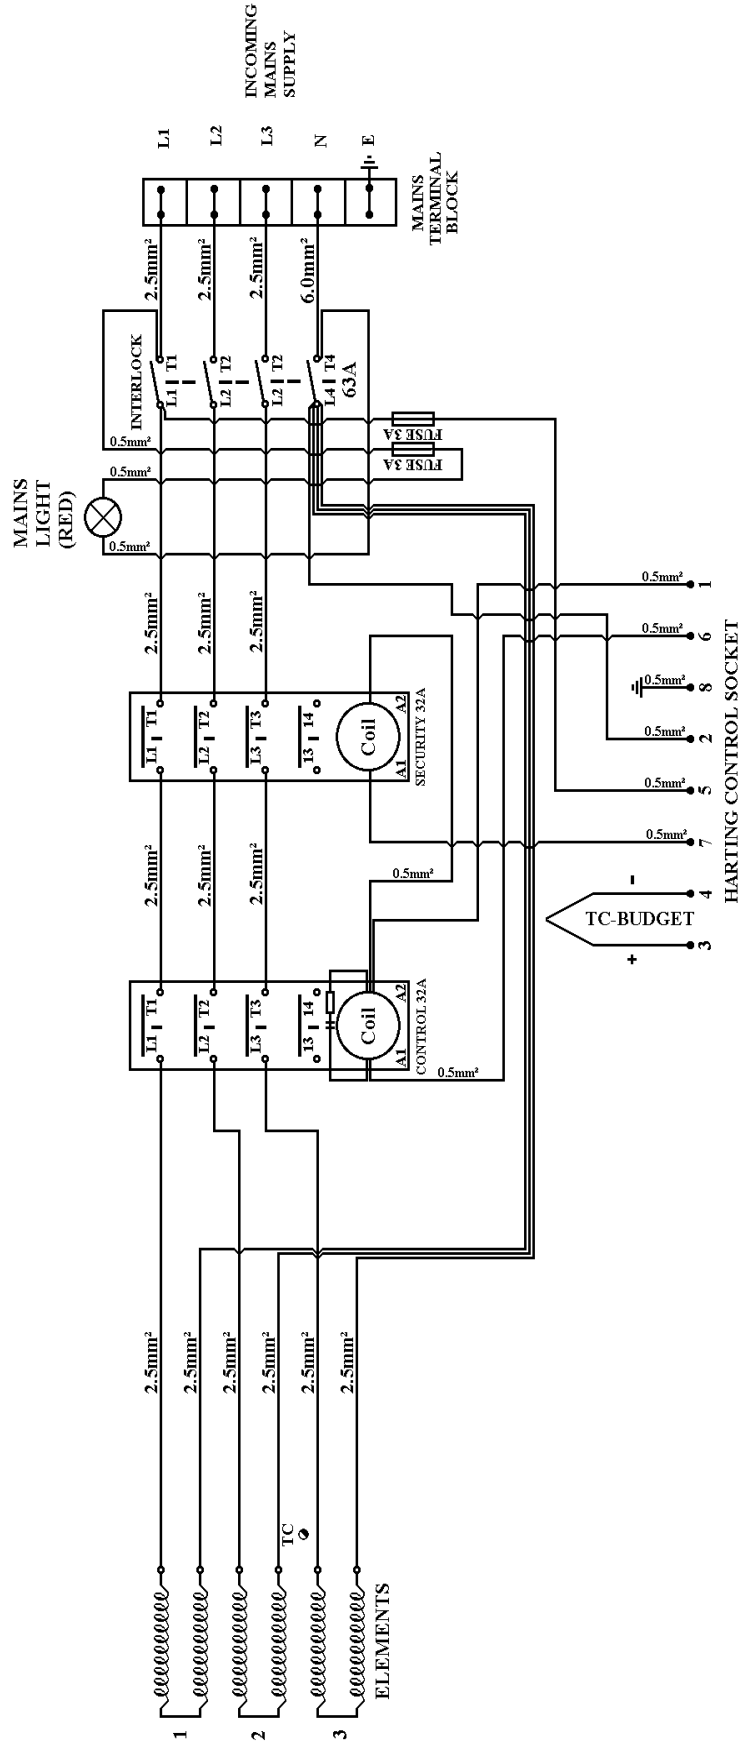 MAINS
LIGHT
(RED)
INTERLOCK
0.5mm²
0.5mm²
0.5mm²
1
2
3
ELEMENTS
TC
2.5mm²
2.5mm²
2.5mm²
2.5mm²
2.5mm²
2.5mm²
L1 T1
L2 T2
L3 T3
13 14
Coil
A1 A2
CONTROL 32A
0.5mm²
0.5mm²
2.5mm²
2.5mm²
2.5mm²
L1 T1
L2 T2
L3 T3
13 14
Coil
A1 A2
SECURITY 32A
2.5mm²
2.5mm²
2.5mm²
L1 T1
L2 T2
L2 T2
L4 T4
63A
FUSE 3A
FUSE 3A
2.5mm²
2.5mm²
2.5mm²
6.0mm²
L1
L2
L3
N
E
INCOMING
MAINS
SUPPLY
MAINS
TERMINAL
BLOCK
+ TC-BUDGET -
0.5mm²
0.5mm²
0.5mm²
0.5mm²
0.5mm²
0.5mm²
3 4 7 5 2 8 6 1
HARTING CONTROL SOCKET